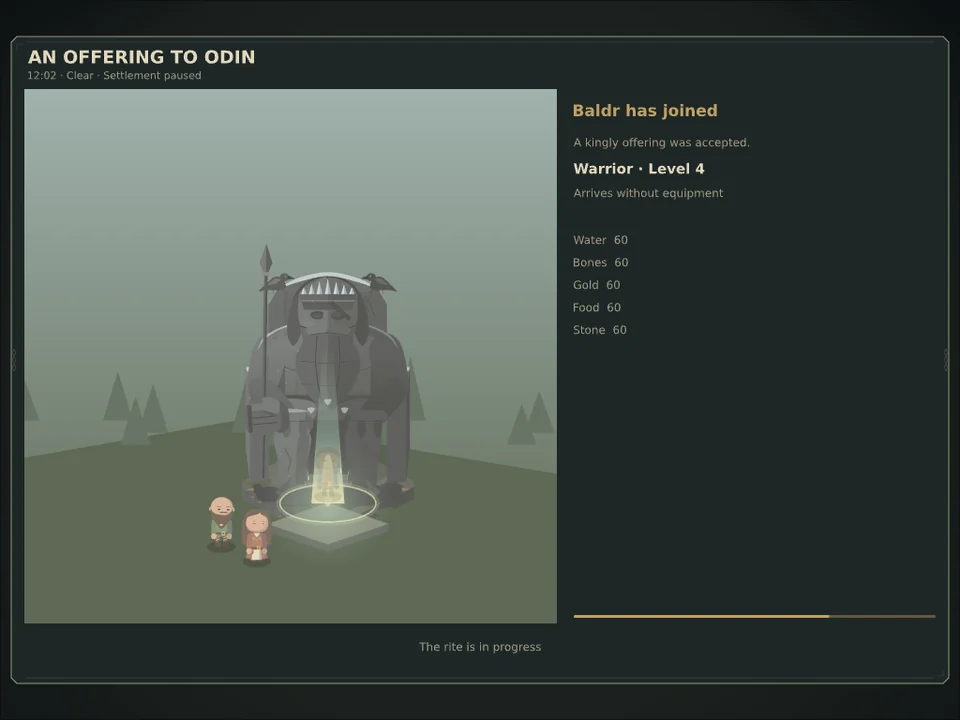 AN OFFERING TO ODIN
12:02 · Clear · Settlement paused
Baldr has joined
A kingly offering was accepted.
Warrior · Level 4
Arrives without equipment
Water 60
Bones 60
Gold 60
Food 60
Stone 60
The rite is in progress